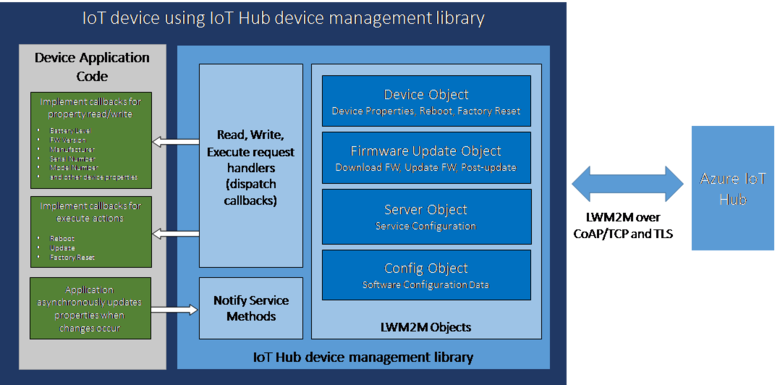 IoT device using IoT Hub device management library
Device Application
Code
Implement callbacks for
property read/write
• Battery Level
• FW version
• Manufacturer
• Serial Number
• Model Number
• and other device properties
Implement callbacks for
execute actions
• Reboot
• Update
• Factory Reset
Application
asynchronously updates
properties when
changes occur
Read, Write,
Execute request
handlers
(dispatch
callbacks)
Notify Service
Methods
Device Object
Device Properties, Reboot, Factory Reset
Firmware Update Object
Download FW, Update FW, Post-update
Server Object
Service Configuration
Config Object
Software Configuration Data
LWM2M Objects
IoT Hub device management library
LWM2M over
CoAP/TCP and TLS
Azure IoT
Hub